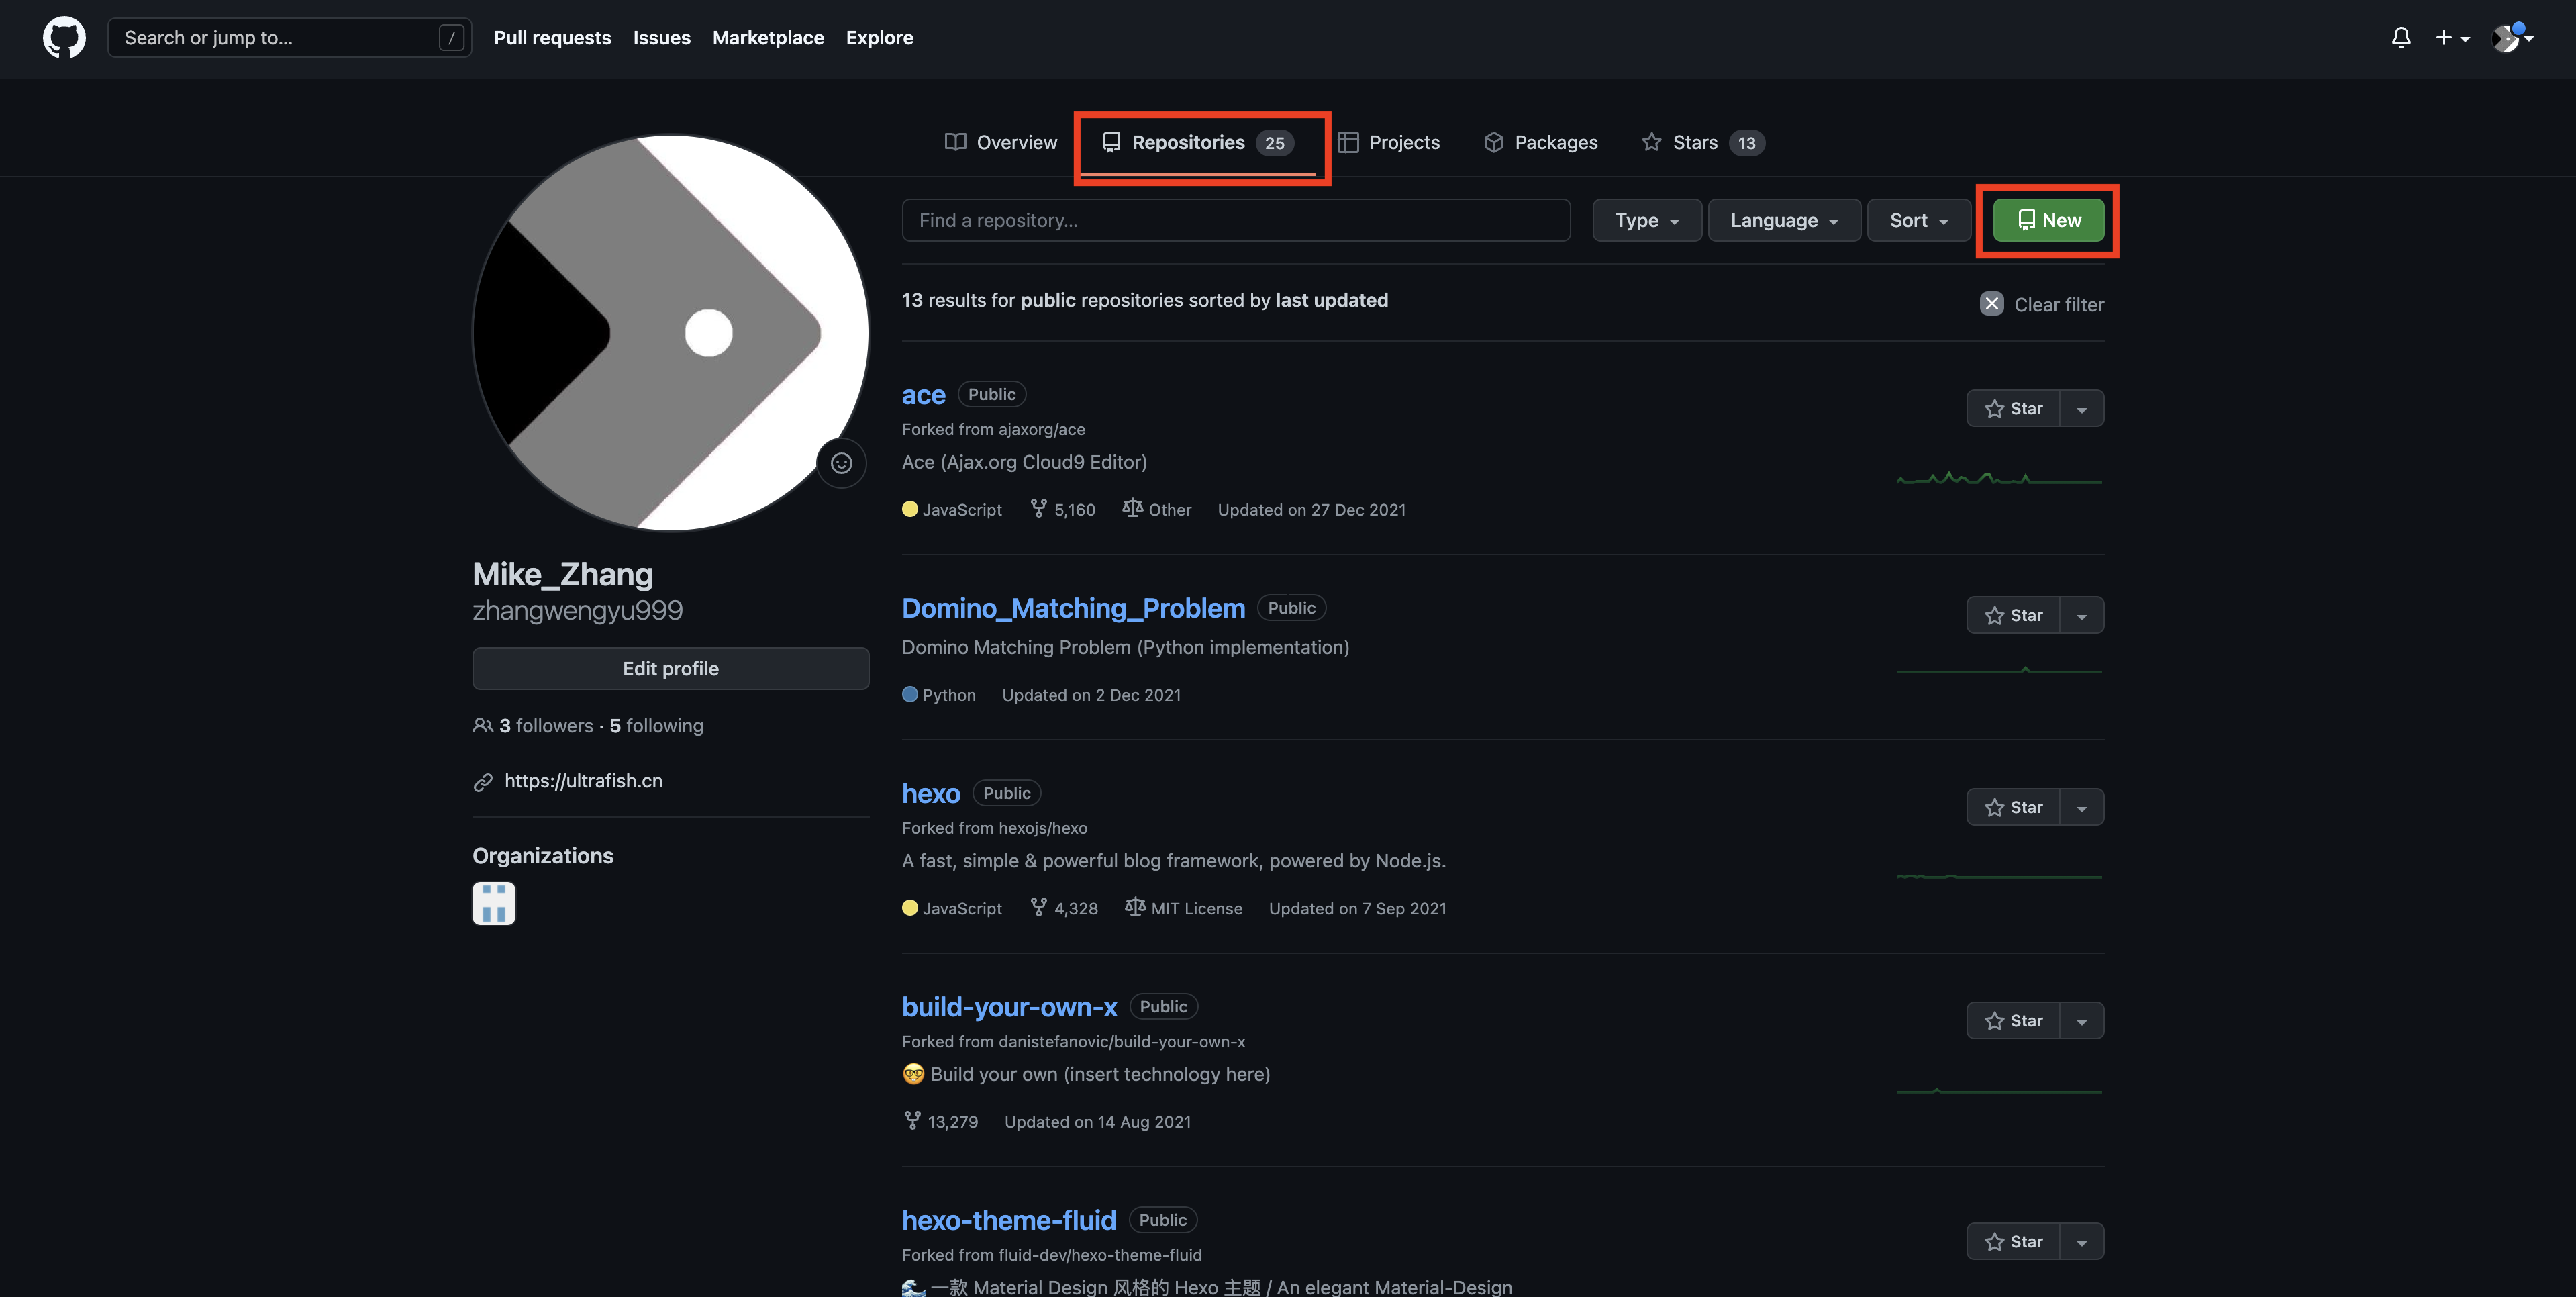 Search or jump to... /
Pull requests Issues Marketplace Explore
Overview Repositories 25 Projects Packages Stars 13
Find a repository... Type Language Sort New
13 results for public repositories sorted by last updated Clear filter
ace Public Star
Forked from ajaxorg/ace
Ace (Ajax.org Cloud9 Editor)
JavaScript 5,160 Other Updated on 27 Dec 2021
Mike_Zhang
zhangwengyu999
Edit profile
3 followers · 5 following
https://ultrafish.cn
Organizations
Domino_Matching_Problem Public Star
Domino Matching Problem (Python implementation)
Python Updated on 2 Dec 2021
hexo Public Star
Forked from hexojs/hexo
A fast, simple & powerful blog framework, powered by Node.js.
JavaScript 4,328 MIT License Updated on 7 Sep 2021
build-your-own-x Public Star
Forked from danistefanovic/build-your-own-x
🤓 Build your own (insert technology here)
13,279 Updated on 14 Aug 2021
hexo-theme-fluid Public Star
Forked from fluid-dev/hexo-theme-fluid
🌊 一款 Material Design 风格的 Hexo 主题 / An elegant Material-Design